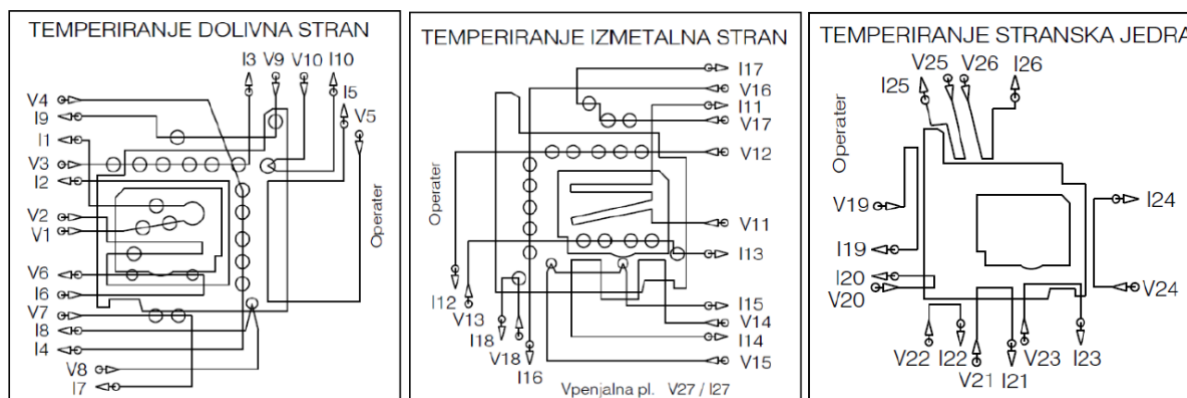 TEMPERIRANJE DOLIVNA STRAN
I3 V9 V10 I10
I5
V5
V4
I9
I1
V3
I2
V2
V1
V6
I6
V7
I8
I4
V8
I7
Operater
TEMPERIRANJE IZMETALNA STRAN
I17
V16
I11
V17
V12
V11
I13
I15
V14
I14
V15
Operater
I12
V13
I18
V18
I16
Vpenjalna pl. V27 / I27
TEMPERIRANJE STRANSKA JEDRA
V25 V26 I26
I25
Operater
V19
I19
I20
V20
I24
V24
V22 I22 V21 I21 V23 I23